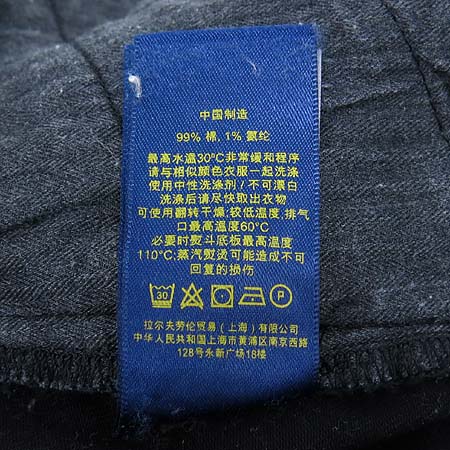 中国制造
99% 棉, 1% 氨纶
最高水温30°C非常缓和程序
请与相似颜色衣服一起洗涤
使用中性洗涤剂/不可漂白
洗涤后请尽快取出衣物
可使用翻转干燥;较低温度,排气
口最高温度60°C
必要时熨斗底板最高温度
110°C;蒸汽熨烫可能造成不可
回复的损伤
30 P
拉尔夫劳伦贸易(上海)有限公司
中华人民共和国上海市黄浦区南京西路
128号永新广场18楼